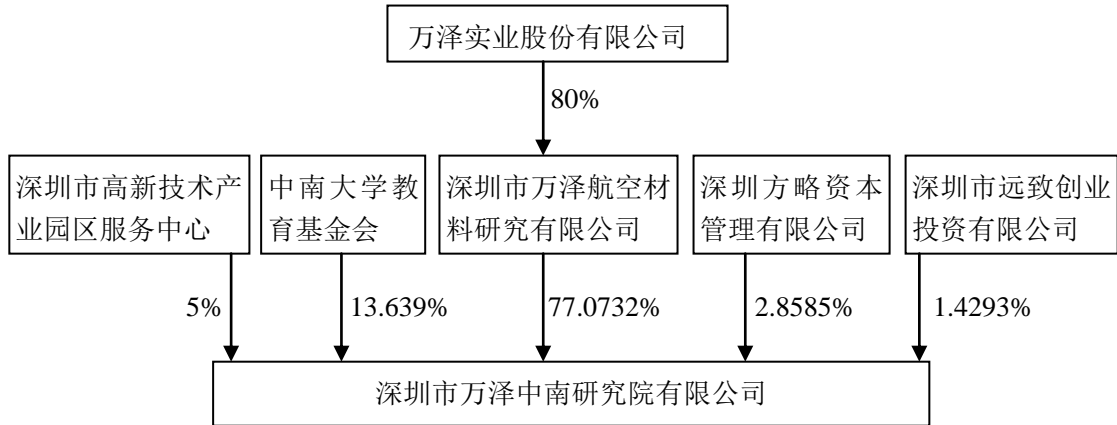 万泽实业股份有限公司
80%
深圳市高新技术产
业园区服务中心
中南大学教
育基金会
深圳市万泽航空材
料研究有限公司
深圳方略资本
管理有限公司
深圳市远致创业
投资有限公司
5%
13.639%
77.0732%
2.8585%
1.4293%
深圳市万泽中南研究院有限公司